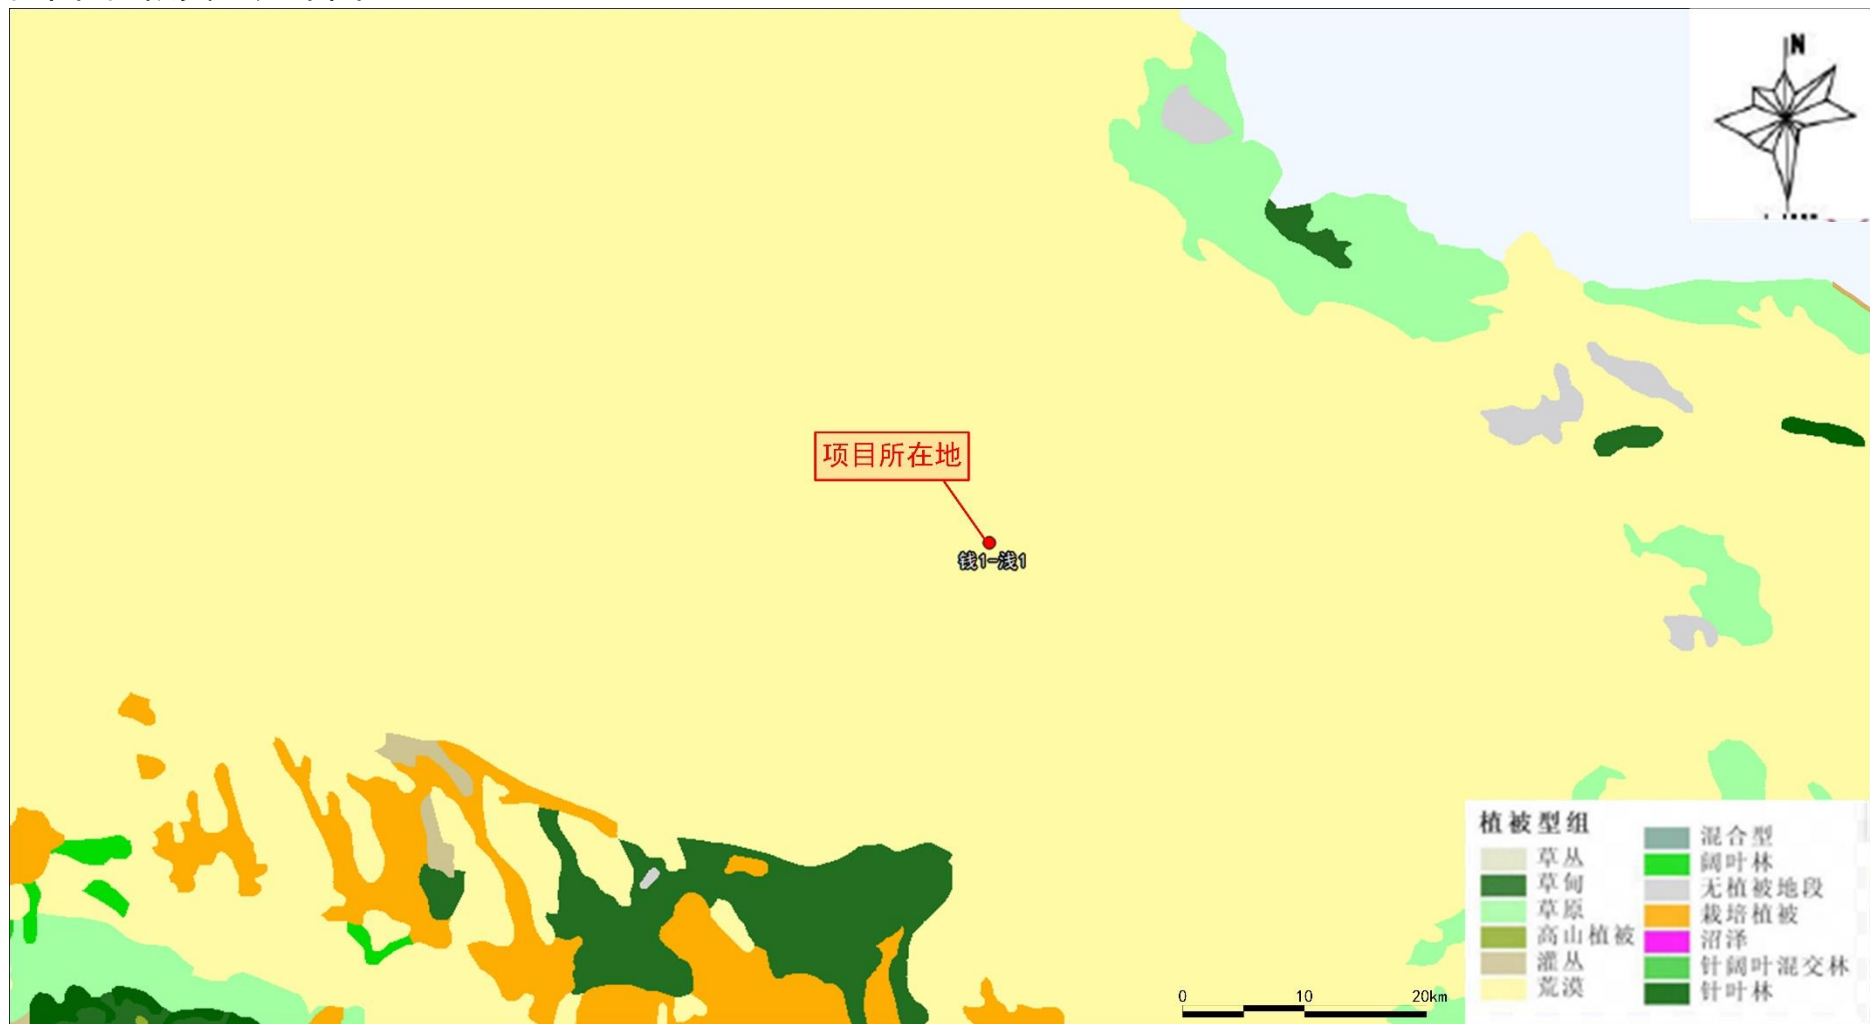 N
项目所在地
钱1-浅1
植被型组
草丛
草甸
草原
高山植被
灌丛
荒漠
混合型
阔叶林
无植被地段
栽培植被
沼泽
针阔叶混交林
针叶林
0 10 20km